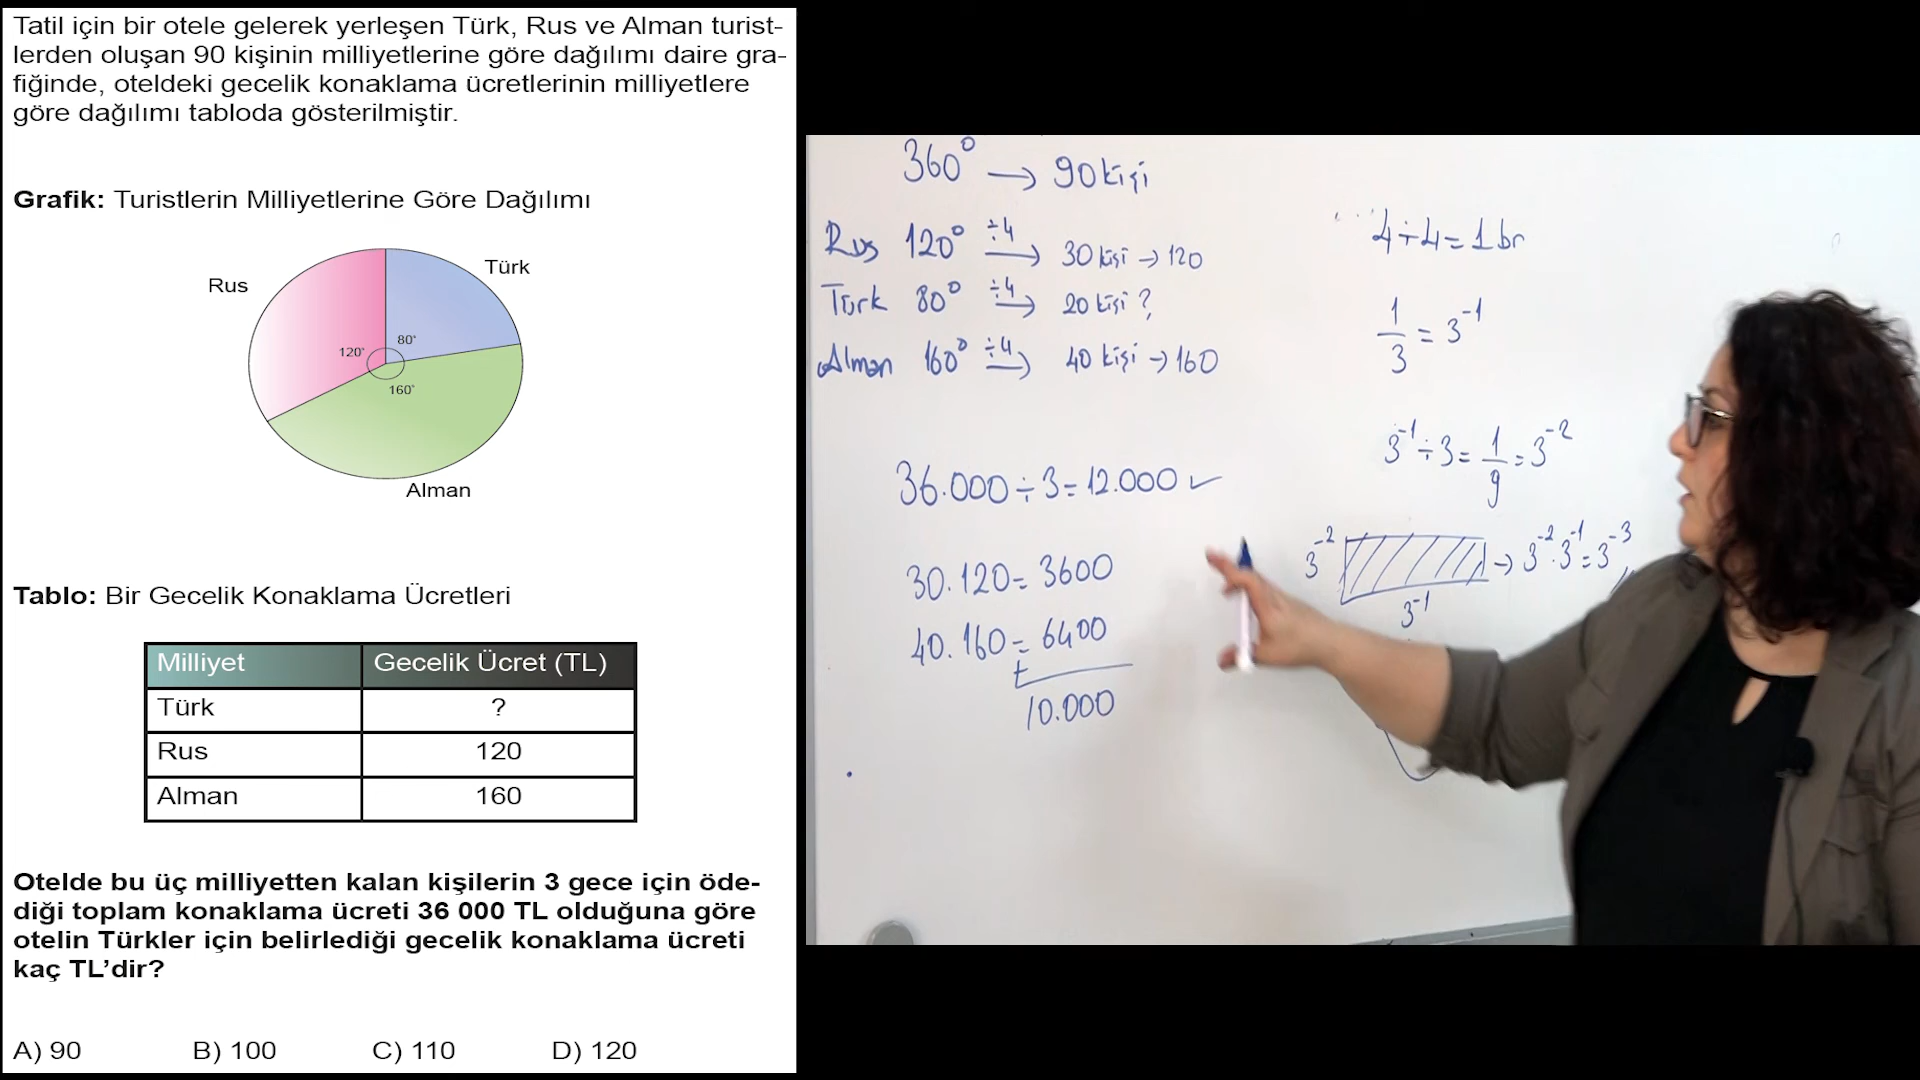 Tatil için bir otele gelerek yerleşen Türk, Rus ve Alman turist-
lerden oluşan 90 kişinin milliyetlerine göre dağılımı daire gra-
fiğinde, oteldeki gecelik konaklama ücretlerinin milliyetlere
göre dağılımı tabloda gösterilmiştir.
Grafik: Turistlerin Milliyetlerine Göre Dağılımı
Türk
Rus
80°
120°
160°
Alman
Tablo: Bir Gecelik Konaklama Ücretleri
Milliyet Gecelik Ücret (TL)
Türk ?
Rus 120
Alman 160
Otelde bu üç milliyetten kalan kişilerin 3 gece için öde-
diği toplam konaklama ücreti 36 000 TL olduğuna göre
otelin Türkler için belirlediği gecelik konaklama ücreti
kaç TL'dir?
A) 90 B) 100 C) 110 D) 120
360° → 90 kişi
Rus 120° ÷4 → 30 kişi → 120
Türk 80° ÷4 → 20 kişi ?
Alman 160° ÷4 → 40 kişi → 160
36.000 ÷ 3 = 12.000 ✓
30.120 = 3600
40.160 = 6400
+
10.000
4÷4=1br
1/3 = 3⁻¹
3⁻¹ ÷ 3 = 1/9 = 3⁻²
3⁻² → 3⁻².3⁻¹=3⁻³
3⁻¹